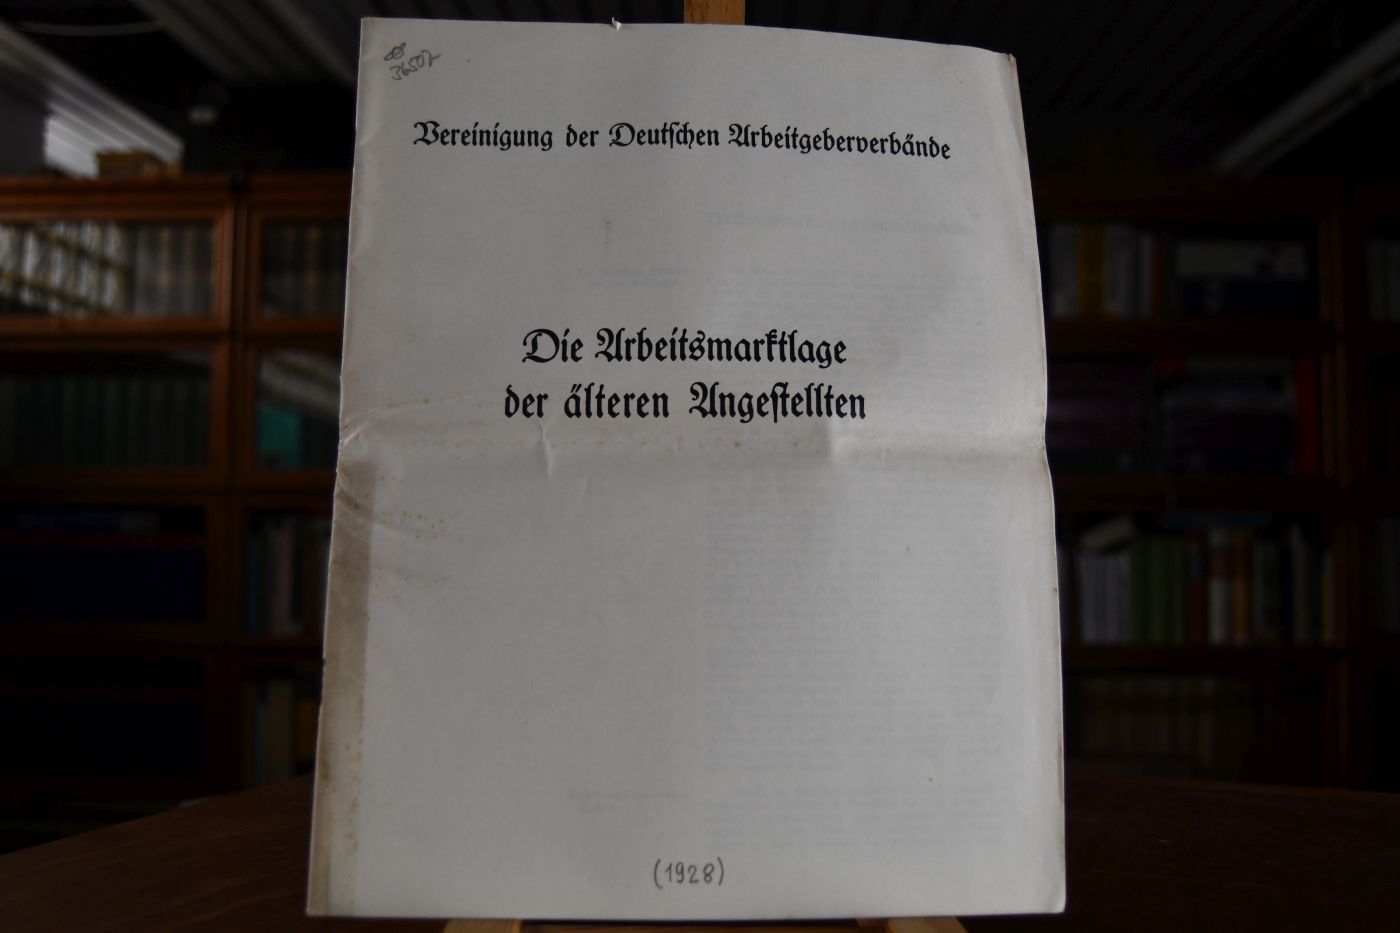 Vereinigung der Deutschen Arbeitgeberverbände
Die Arbeitsmarktlage
der älteren Angestellten
(1928)